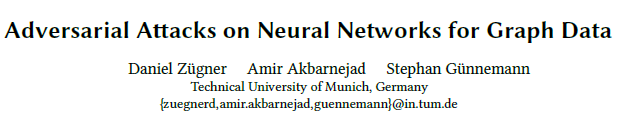 Adversarial Attacks on Neural Networks for Graph Data
Daniel Zügner Amir Akbarnejad Stephan Günnemann
Technical University of Munich, Germany
{zuegnerd,amir.akbarnejad,guennemann}@in.tum.de